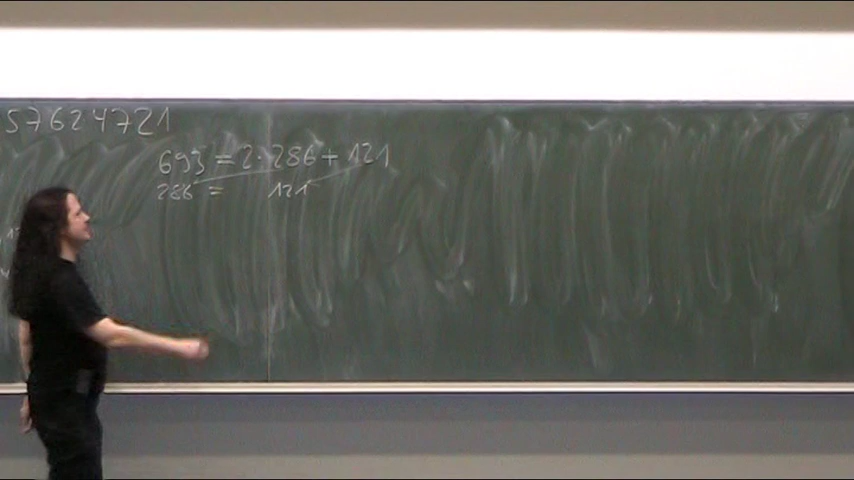 57624721
693 = 2·286 + 121
286 = 121